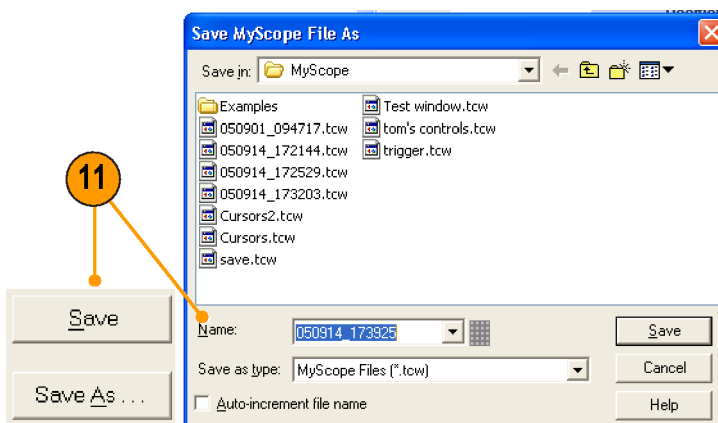 Save MyScope File As
Save in: MyScope
Examples
050901_094717.tcw
050914_172144.tcw
050914_172529.tcw
050914_173203.tcw
Cursors2.tcw
Cursors.tcw
save.tcw
Test window.tcw
tom's controls.tcw
trigger.tcw
11
Save
Save As . . .
Name: 050914_173925
Save as type: MyScope Files (*.tcw)
Auto-increment file name
Save
Cancel
Help